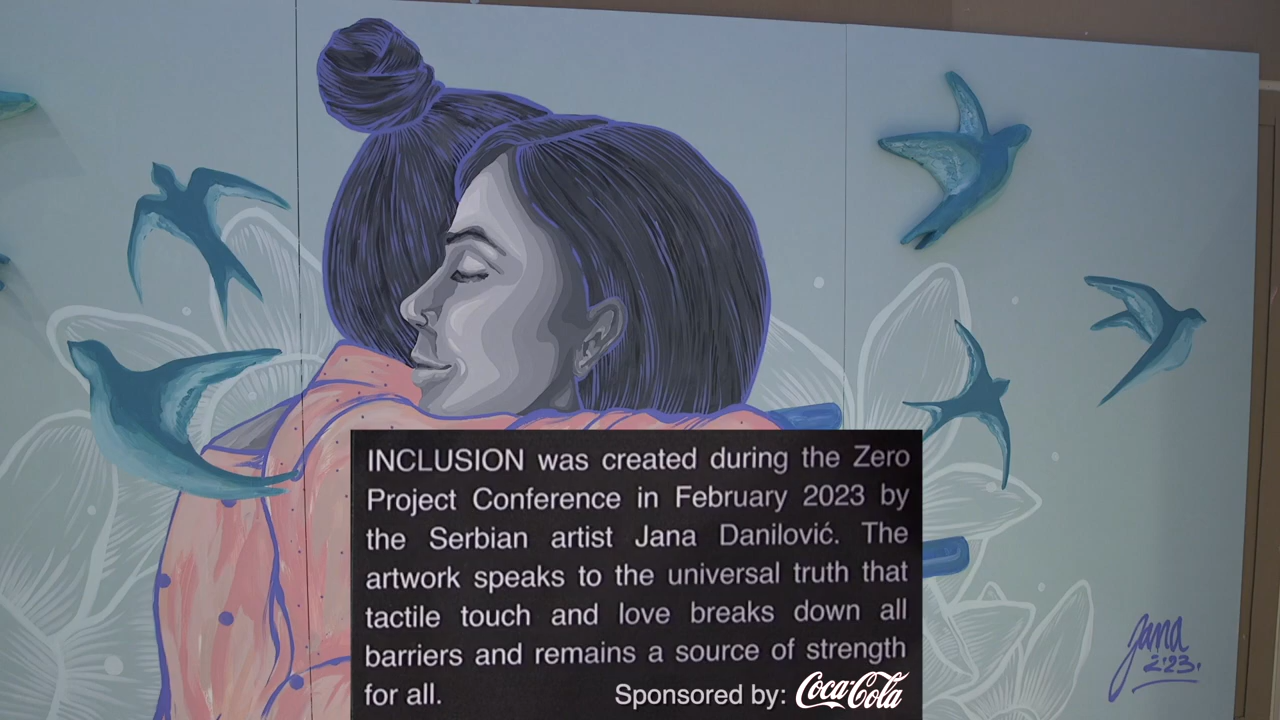 INCLUSION was created during the Zero
Project Conference in February 2023 by
the Serbian artist Jana Danilović. The
artwork speaks to the universal truth that
tactile touch and love breaks down all
barriers and remains a source of strength
for all. Sponsored by: Coca-Cola
Jana
2·23.